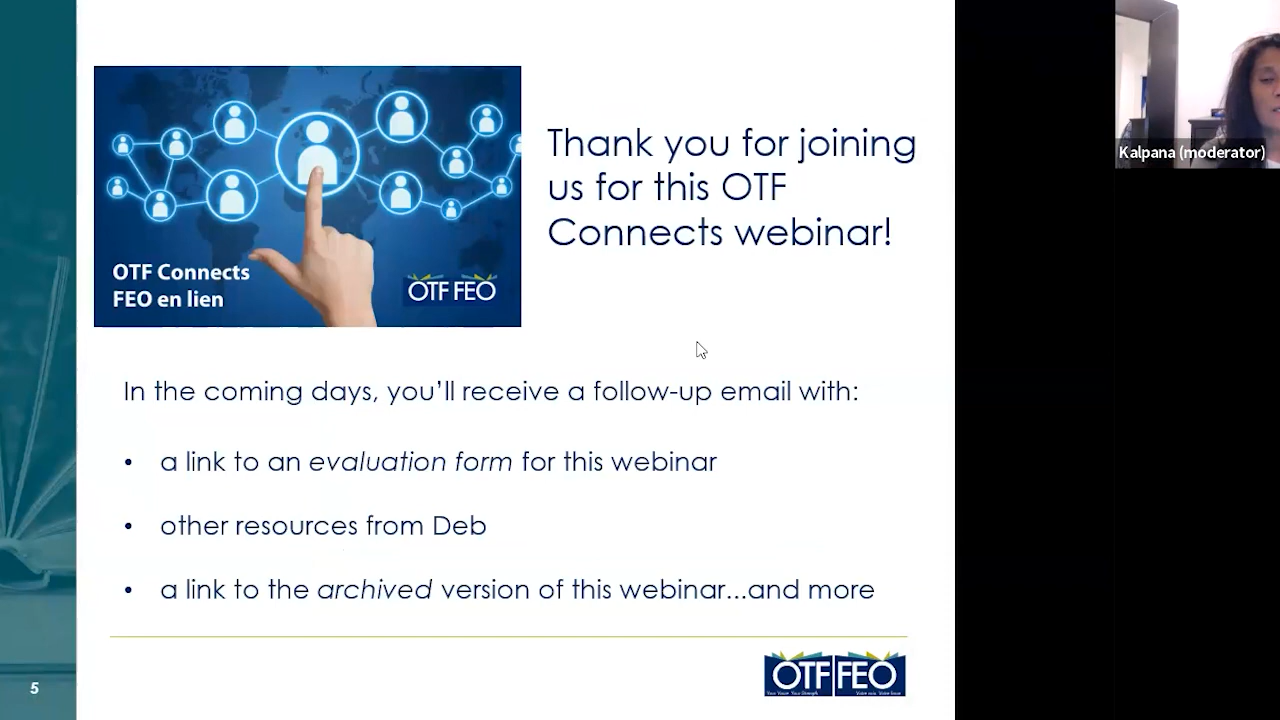 OTF Connects
FEO en lien
OTF FEO
Thank you for joining
us for this OTF
Connects webinar!
Kalpana (moderator)
In the coming days, you’ll receive a follow-up email with:
• a link to an evaluation form for this webinar
• other resources from Deb
• a link to the archived version of this webinar...and more
5
OTF FEO